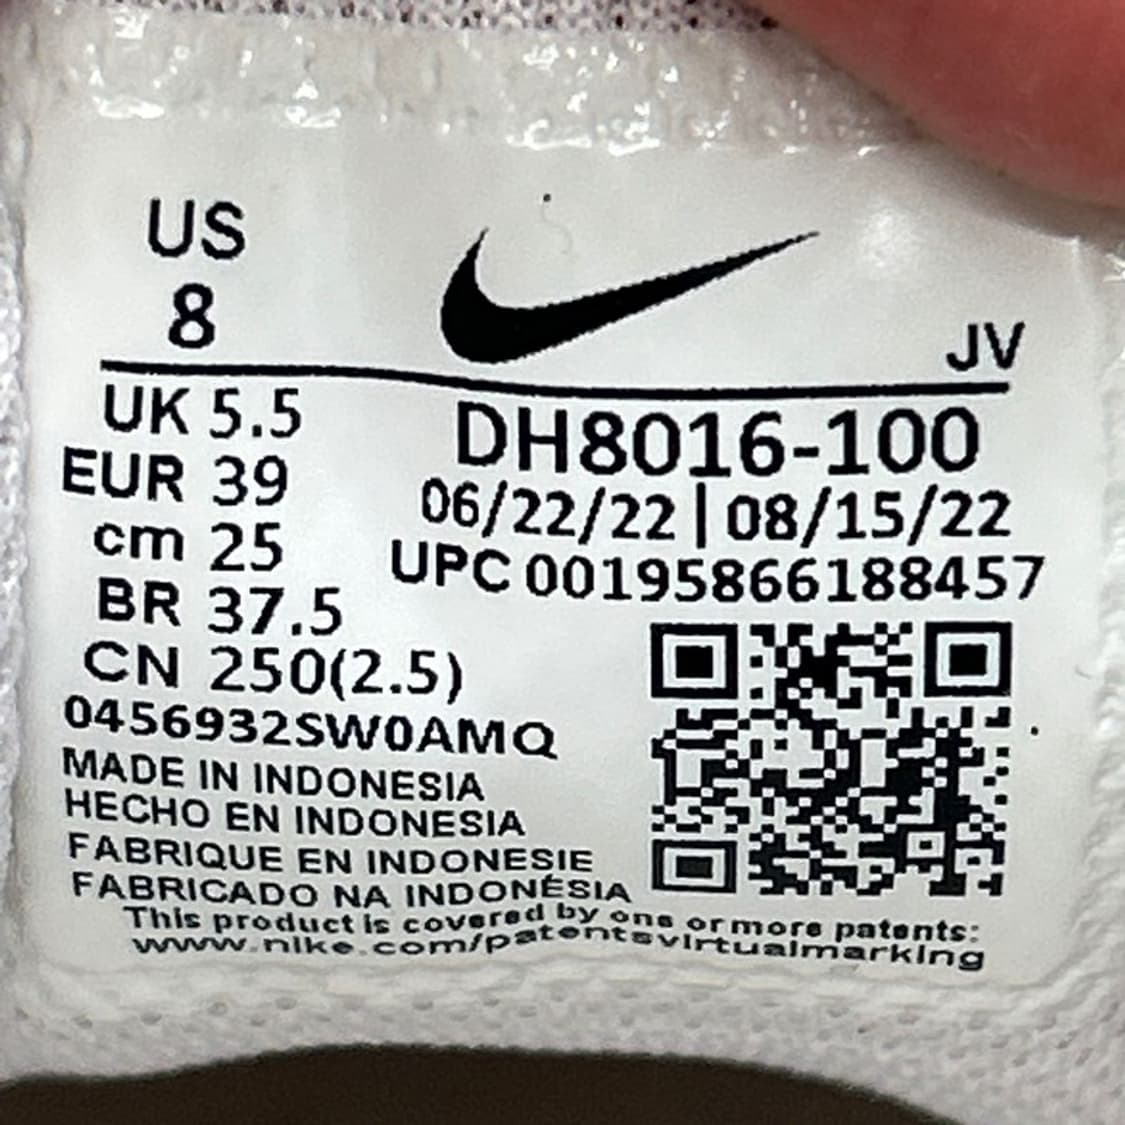 US
8
JV
UK 5.5
EUR 39
cm 25
BR 37.5
CN 250(2.5)
DH8016-100
06/22/22 | 08/15/22
UPC 00195866188457
0456932SW0AMQ
MADE IN INDONESIA
HECHO EN INDONESIA
FABRIQUE EN INDONESIE
FABRICADO NA INDONÉSIA
This product is covered by one or more patents:
www.nike.com/patentsvirtualmarking